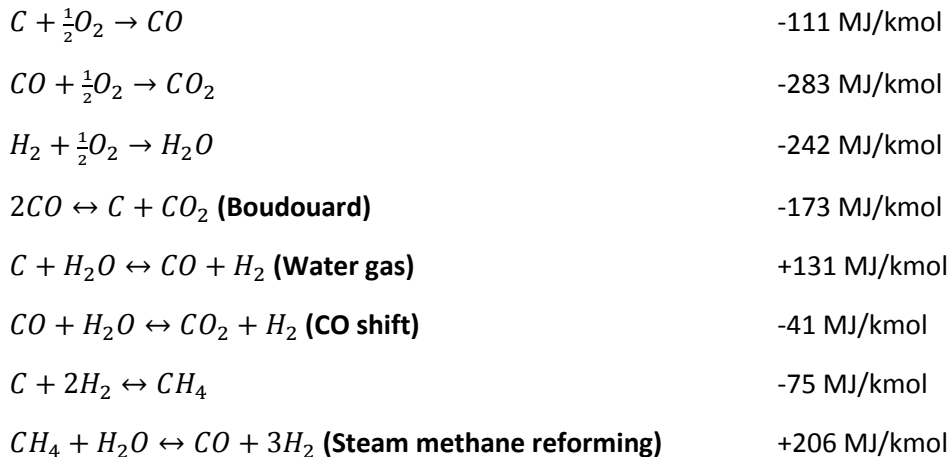 C + ½O₂ → CO -111 MJ/kmol
CO + ½O₂ → CO₂ -283 MJ/kmol
H₂ + ½O₂ → H₂O -242 MJ/kmol
2CO ↔ C + CO₂ (Boudouard) -173 MJ/kmol
C + H₂O ↔ CO + H₂ (Water gas) +131 MJ/kmol
CO + H₂O ↔ CO₂ + H₂ (CO shift) -41 MJ/kmol
C + 2H₂ ↔ CH₄ -75 MJ/kmol
CH₄ + H₂O ↔ CO + 3H₂ (Steam methane reforming) +206 MJ/kmol